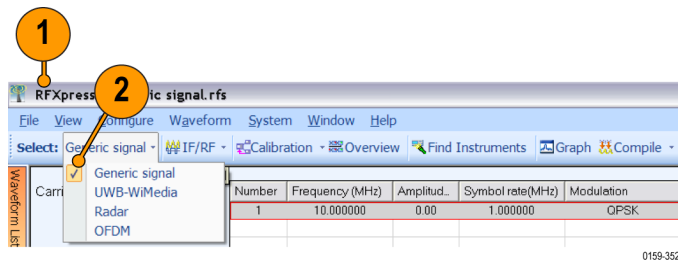 1
2
RFXpress ic signal.rfs
File View Configure Waveform System Window Help
Select: Generic signal IF/RF Calibration Overview Find Instruments Graph Compile
Waveform List
Carri
Number Frequency (MHz) Amplitud.. Symbol rate(MHz) Modulation
1 10.000000 0.00 1.000000 QPSK
Generic signal
UWB-WiMedia
Radar
OFDM
0159-352